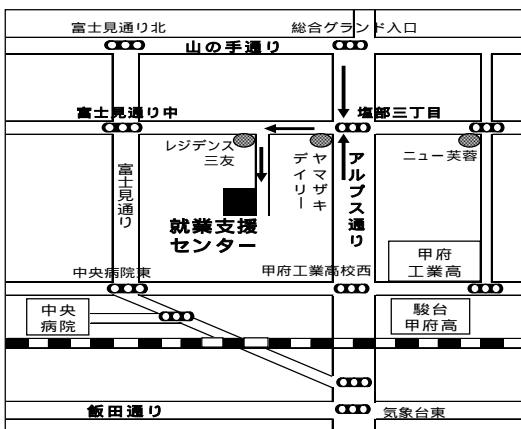 富士見通り北
総合グランド入口
山の手通り
富士見通り中
塩部三丁目
レジデンス
三友
ヤマザキ
デイリー
アルプス通り
ニュー芙蓉
富士見通り
就業支援
センター
甲府
工業高
中央病院東
甲府工業高校西
中央
病院
駿台
甲府高
飯田通り
気象台東